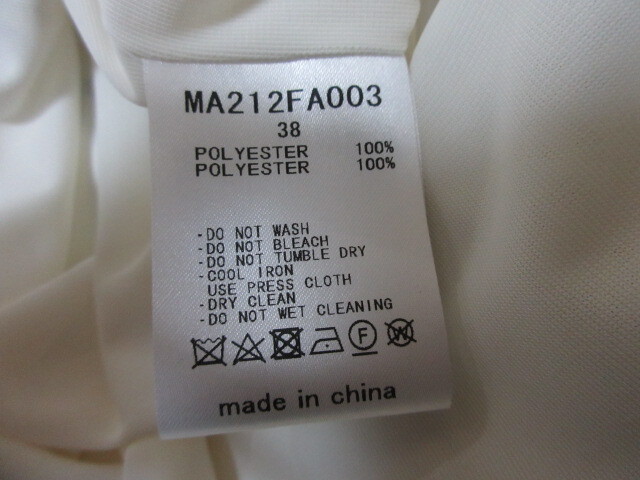 MA212FA003
38
POLYESTER 100%
POLYESTER 100%
-DO NOT WASH
-DO NOT BLEACH
-DO NOT TUMBLE DRY
-COOL IRON
USE PRESS CLOTH
-DRY CLEAN
-DO NOT WET CLEANING
F W
made in china